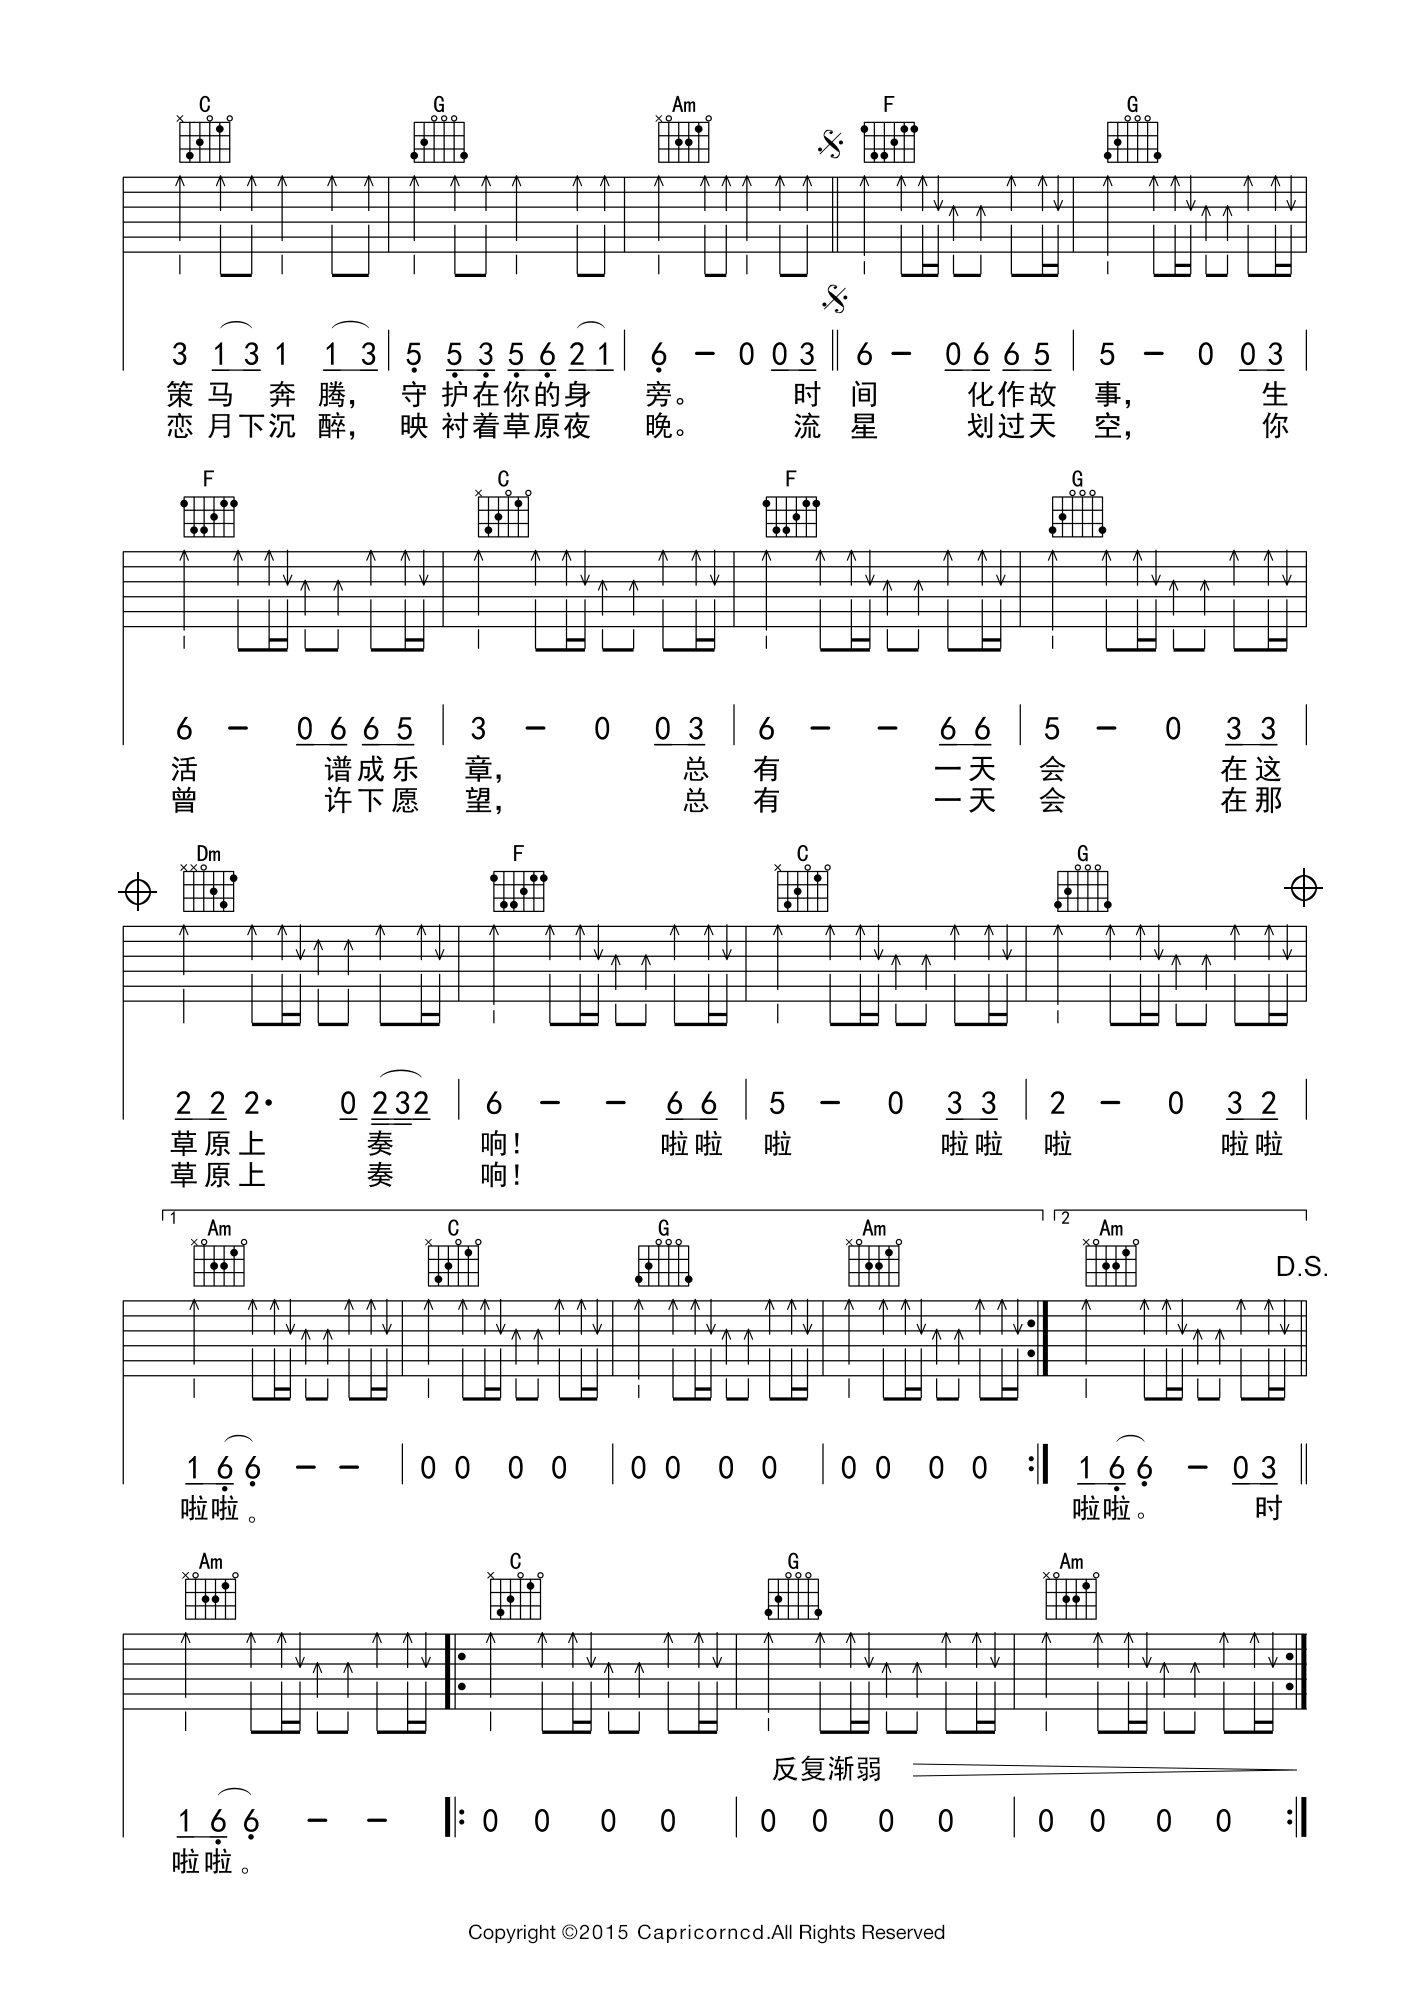 C G Am F G
3 1 3 1 1 3 5 5 3 5 6 2 1 6 – 0 0 3 6 – 0 6 6 5 5 – 0 0 3
策马 奔 腾, 守护在你的身 旁。 时 间 化作故 事, 生
恋月下沉 醉, 映衬着草原夜 晚。 流 星 划过天 空, 你
F C F G
6 – 0 6 6 5 3 – 0 0 3 6 – – 6 6 5 – 0 3 3
活 谱成乐 章, 总 有 一天 会 在这
曾 许下愿 望, 总 有 一天 会 在那
Dm F C G
2 2 2· 0 2 3 2 6 – – 6 6 5 – 0 3 3 2 – 0 3 2
草原上 奏 响! 啦啦 啦 啦啦 啦 啦啦
草原上 奏 响!
1 2
Am C G Am Am
D.S.
1 6 6 – – 0 0 0 0 0 0 0 0 0 0 0 0 1 6 6 – 0 3
啦啦。 啦啦。 时
Am C G Am
反复渐弱
1 6 6 – – 0 0 0 0 0 0 0 0 0 0 0 0
啦啦。
Copyright ©2015 Capricorncd.All Rights Reserved